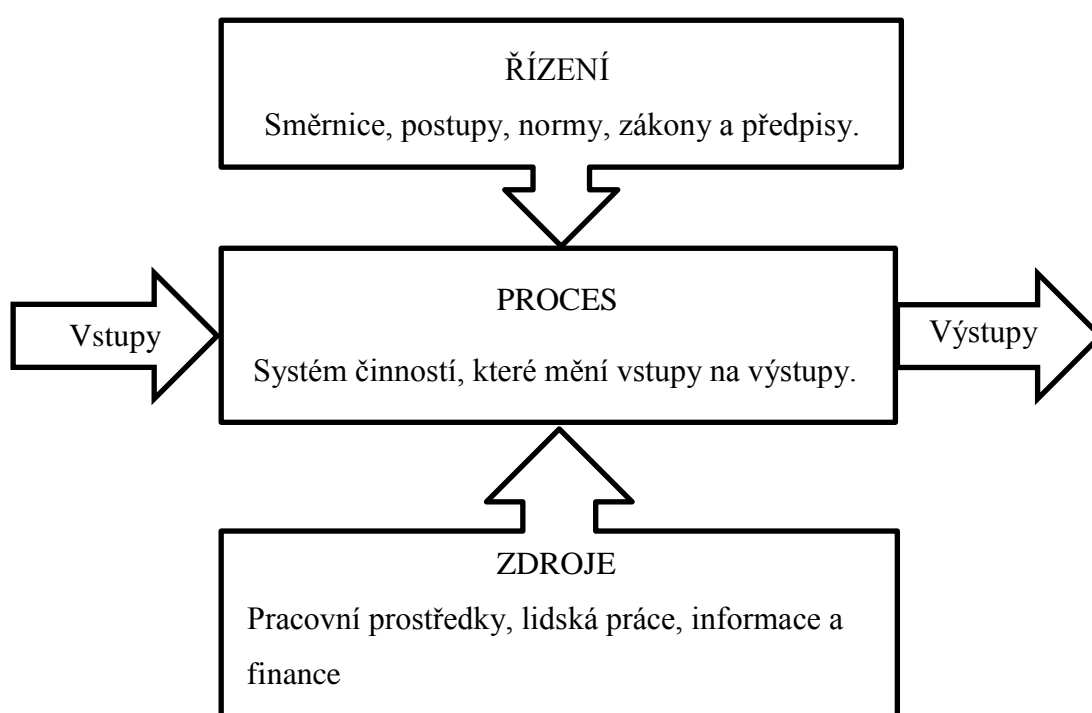 ŘÍZENÍ
Směrnice, postupy, normy, zákony a předpisy.
PROCES
Vstupy
Výstupy
Systém činností, které mění vstupy na výstupy.
ZDROJE
Pracovní prostředky, lidská práce, informace a
finance